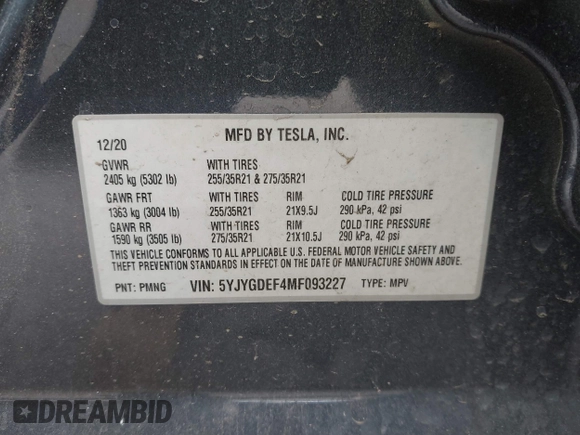 12/20 MFD BY TESLA, INC.
GVWR WITH TIRES
2405 kg (5302 lb) 255/35R21 & 275/35R21
GAWR FRT WITH TIRES RIM COLD TIRE PRESSURE
1363 kg (3004 lb) 255/35R21 21X9.5J 290 kPa, 42 psi
GAWR RR WITH TIRES RIM COLD TIRE PRESSURE
1590 kg (3505 lb) 275/35R21 21X10.5J 290 kPa, 42 psi
THIS VEHICLE CONFORMS TO ALL APPLICABLE U.S. FEDERAL MOTOR VEHICLE SAFETY AND
THEFT PREVENTION STANDARDS IN EFFECT ON THE DATE OF MANUFACTURE SHOWN ABOVE.
PNT: PMNG VIN: 5YJYGDEF4MF093227 TYPE: MPV
DREAMBID